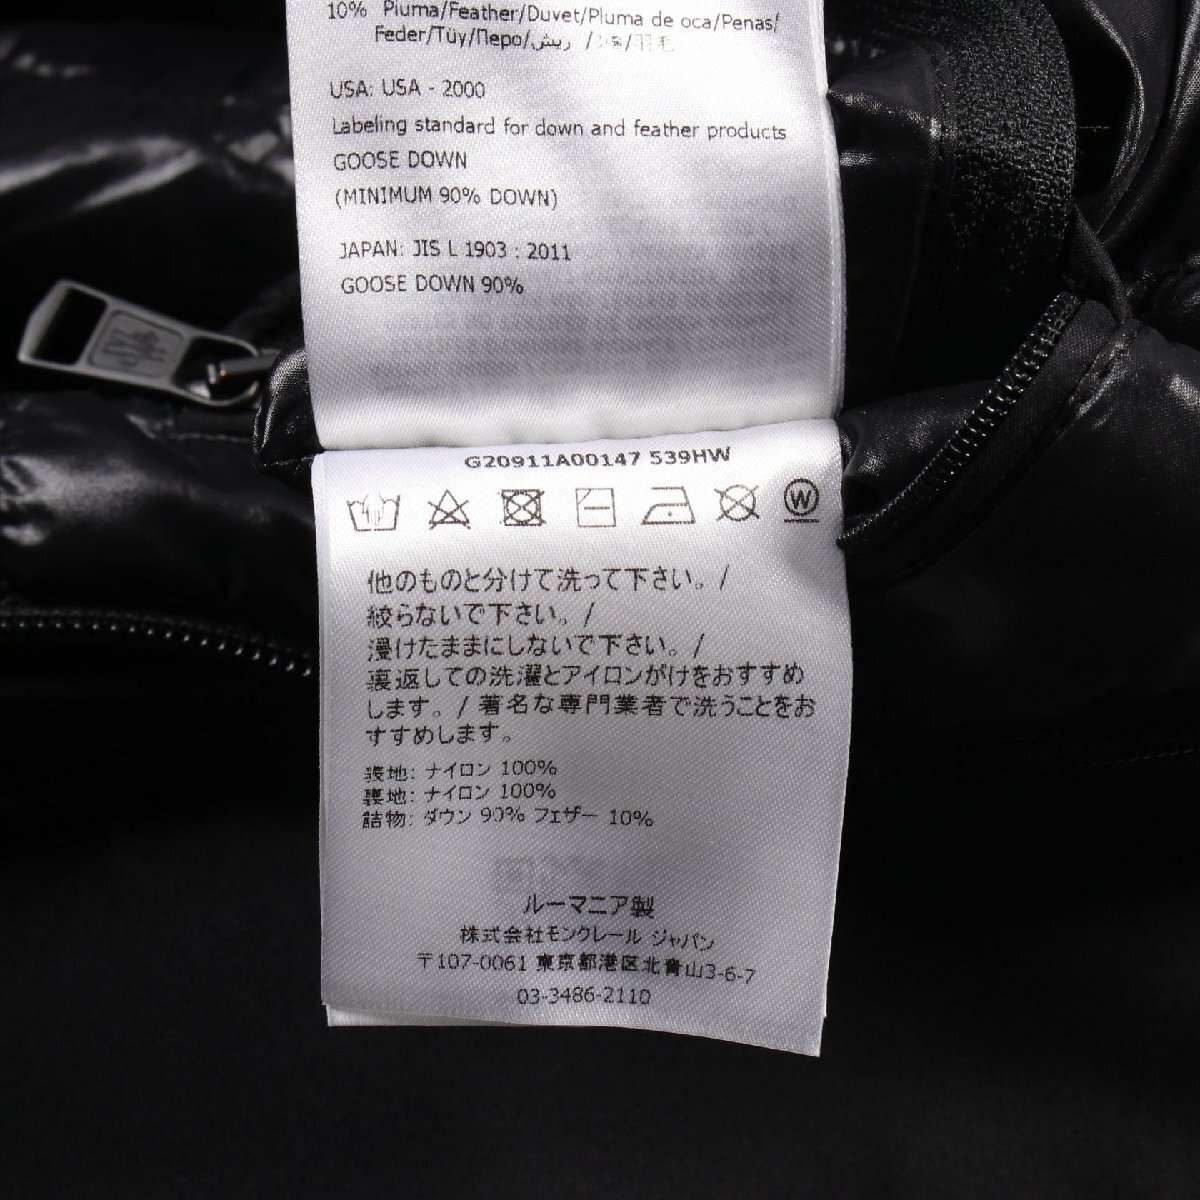 10% Piuma/Feather/Duvet/Pluma de oca/Penas/
Feder/Tüy/Перо/ريش/ /羽毛
USA: USA - 2000
Labeling standard for down and feather products
GOOSE DOWN
(MINIMUM 90% DOWN)
JAPAN: JIS L 1903 : 2011
GOOSE DOWN 90%
G20911A00147 539HW
W
他のものと分けて洗って下さい。/
絞らないで下さい。/
浸けたままにしないで下さい。/
裏返しての洗濯とアイロンがけをおすすめ
します。/ 著名な専門業者で洗うことをお
すすめします。
表地: ナイロン 100%
裏地: ナイロン 100%
詰物: ダウン 90% フェザー 10%
ルーマニア製
株式会社モンクレール ジャパン
〒107-0061 東京都港区北青山3-6-7
03-3486-2110